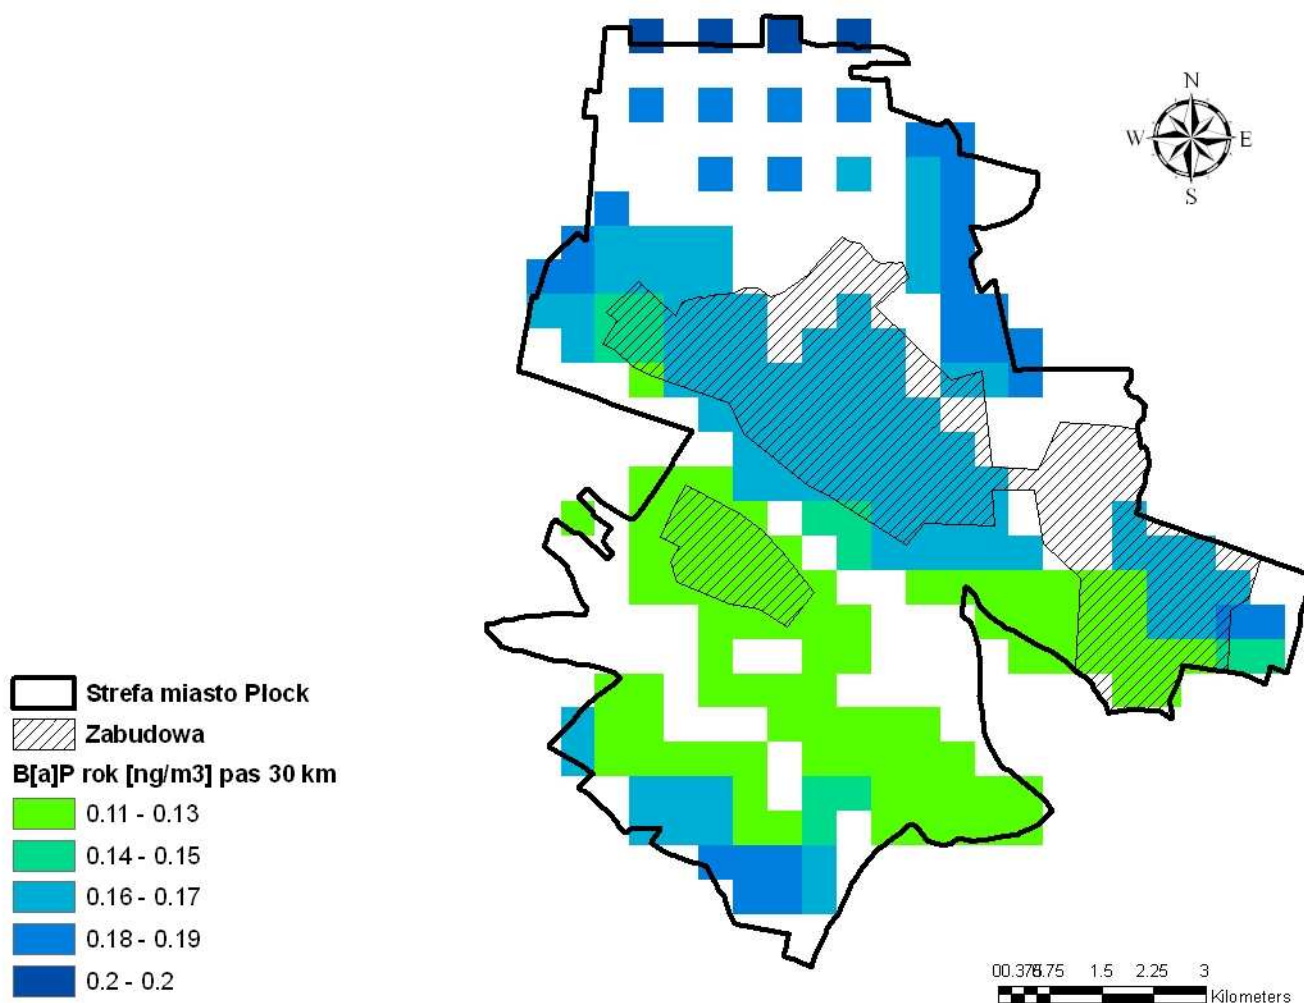 N
W E
S
Strefa miasto Płock
Zabudowa
B[a]P rok [ng/m3] pas 30 km
0.11 - 0.13
0.14 - 0.15
0.16 - 0.17
0.18 - 0.19
0.2 - 0.2
1.5 2.25 3
Kilometers